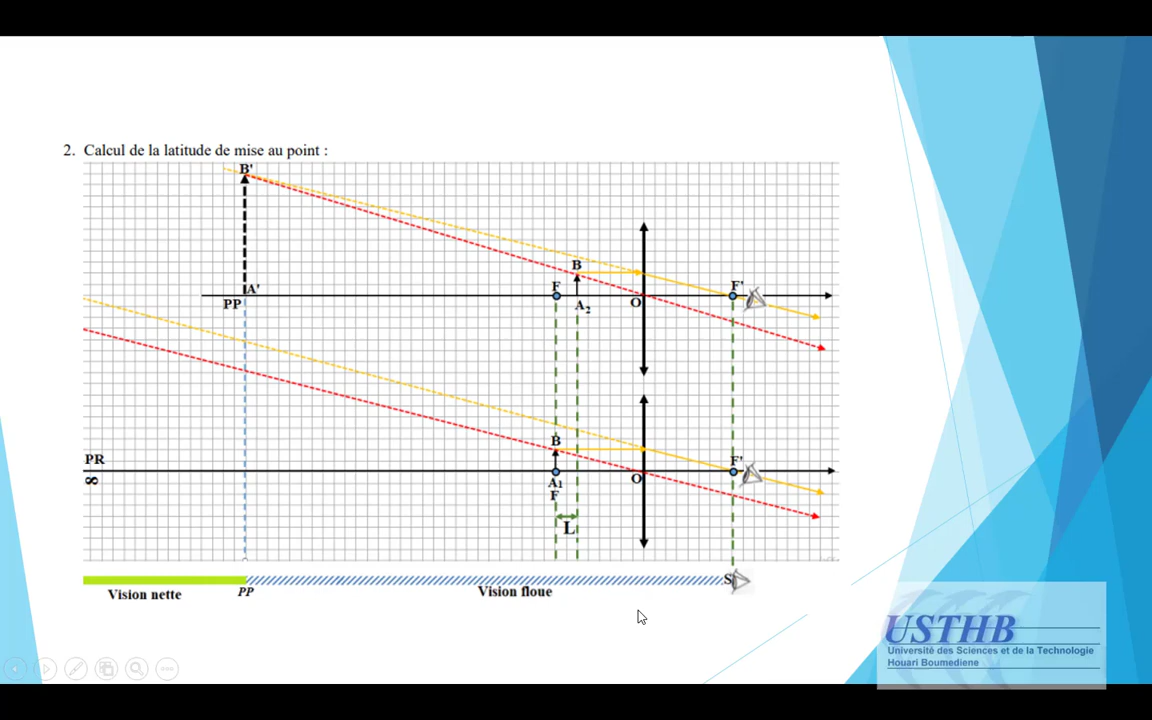 2. Calcul de la latitude de mise au point :
B'
B
F
F'
A'
PP
A2
O
B
PR
F'
∞
A1
O
F
L
S
Vision nette
PP
Vision floue
USTHB
Université des Sciences et de la Technologie
Houari Boumediene